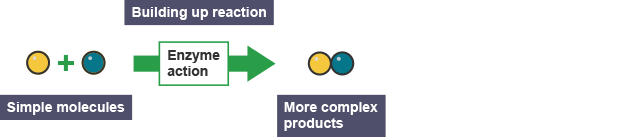 Building up reaction
Enzyme
action
Simple molecules
More complex
products